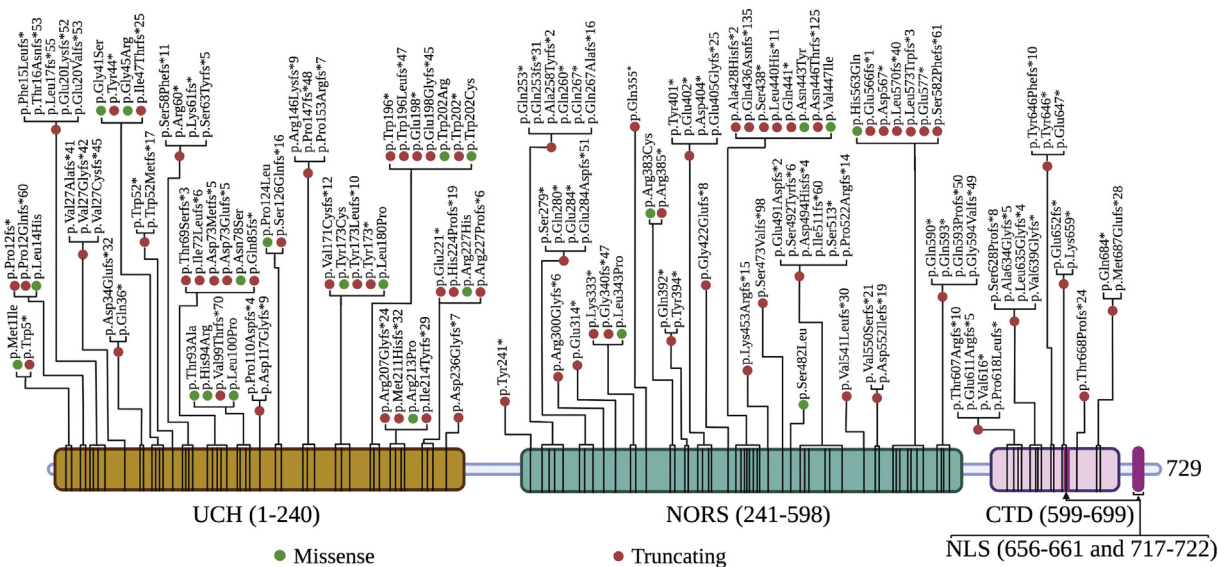 p.Phe15Leufs*
p.Thr16Asnfs*53
p.Leu17fs*55
p.Glu20Lysfs*52
p.Glu20Valfs*53
p.Gly41Ser
p.Tyr44*
p.Gly45Arg
p.Ile47Thrfs*25
p.Ser58Phefs*11
p.Arg60*
p.Lys61fs*
p.Ser63Tyrfs*5
p.Arg146Lysfs*9
p.Pro147fs*48
p.Pro153Argfs*7
p.Trp196*
p.Trp196Leufs*47
p.Glu198*
p.Glu198Glyfs*45
p.Trp202Arg
p.Trp202*
p.Trp202Cys
p.Gln253*
p.Gln253fs*31
p.Ala258Tyrfs*2
p.Gln260*
p.Gln267*
p.Gln267Alafs*16
p.Gln355*
p.Tyr401*
p.Glu402*
p.Asp404*
p.Glu405Glyfs*25
p.Ala428Hisfs*2
p.Gln436Asnfs*135
p.Ser438*
p.Leu440His*11
p.Gln441*
p.Asn443Tyr
p.Asn446Thrfs*125
p.Val447Ile
p.His563Gln
p.Glu566fs*1
p.Asp567*
p.Leu570fs*40
p.Leu573Trpfs*3
p.Glu577*
p.Ser582Phefs*61
p.Tyr646Phefs*10
p.Tyr646*
p.Glu647*
p.Pro12fs*
p.Pro12Glnfs*60
p.Leu14His
p.Val27Alafs*41
p.Val27Glyfs*42
p.Val27Cysfs*45
p.Trp52*
p.Trp52Metfs*17
p.Thr69Serfs*3
p.Ile72Leufs*6
p.Asp73Metfs*5
p.Asp73Glufs*5
p.Asn78Ser
p.Gln85fs*
p.Pro124Leu
p.Ser126Glnfs*16
p.Val171Cysfs*12
p.Tyr173Cys
p.Tyr173Leufs*10
p.Tyr173*
p.Leu180Pro
p.Glu221*
p.His224Profs*19
p.Arg227His
p.Arg227Profs*6
p.Ser279*
p.Gln280*
p.Glu284*
p.Glu284Aspfs*51
p.Arg383Cys
p.Arg385*
p.Gly422Glufs*8
p.Glu491Aspfs*2
p.Ser492Tyrfs*6
p.Asp494Hisfs*4
p.Ile511fs*60
p.Ser513*
p.Pro522Argfs*14
p.Gln590*
p.Gln593*
p.Gln593Profs*50
p.Gly594Valfs*49
p.Ser628Profs*8
p.Ala634Glyfs*5
p.Leu635Glyfs*4
p.Val639Glyfs*
p.Glu652fs*
p.Lys659*
p.Gln684*
p.Met687Glufs*28
p.Met1Ile
p.Trp5*
p.Asp34Glufs*32
p.Gln36*
p.Thr93Ala
p.His94Arg
p.Val99Thrfs*70
p.Leu100Pro
p.Pro110Aspfs*4
p.Asp117Glyfs*9
p.Arg207Glyfs*24
p.Met211Hisfs*32
p.Arg213Pro
p.Ile214Tyrfs*29
p.Asp236Glyfs*7
p.Tyr241*
p.Arg300Glyfs*6
p.Glu314*
p.Lys333*
p.Gly340fs*47
p.Leu343Pro
p.Gln392*
p.Tyr394*
p.Lys453Argfs*15
p.Ser473Valfs*98
p.Ser482Leu
p.Val541Leufs*30
p.Val550Serfs*21
p.Asp552Ilefs*19
p.Thr607Argfs*10
p.Glu611Argfs*5
p.Val616*
p.Pro618Leufs*
p.Thr668Profs*24
729
UCH (1-240)
NORS (241-598)
CTD (599-699)
NLS (656-661 and 717-722)
Missense
Truncating